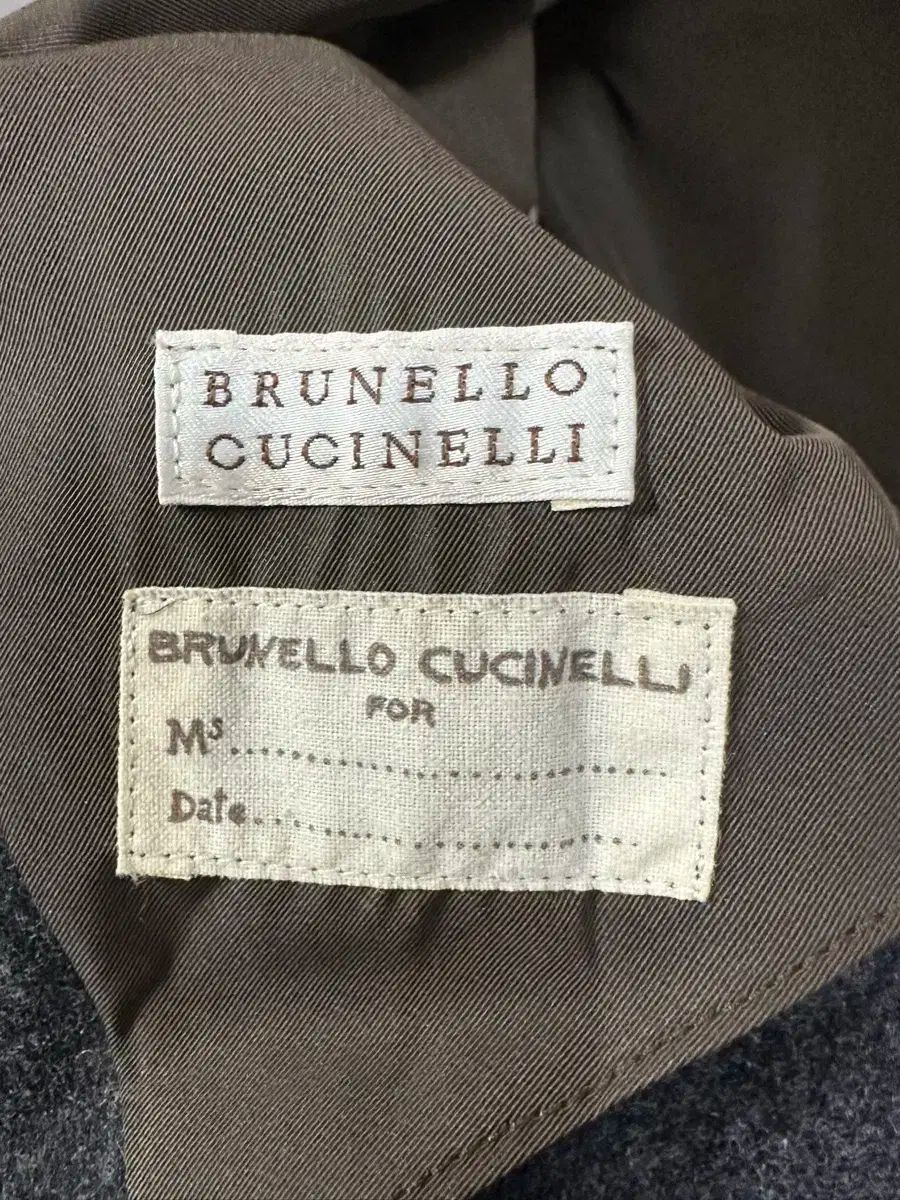 BRUNELLO
CUCINELLI
BRUNELLO CUCINELLI
FOR
Ms..............................
Date..............................